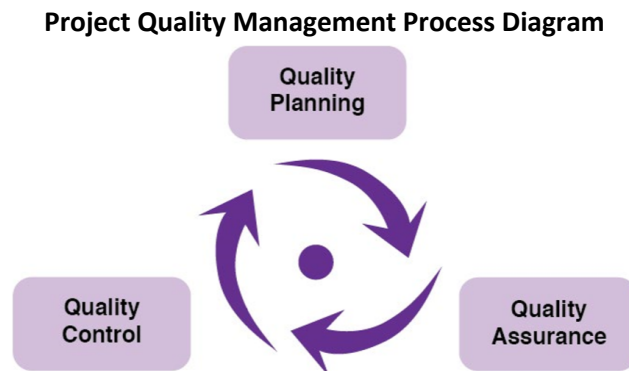 Project Quality Management Process Diagram
Quality
Planning
Quality
Control
Quality
Assurance